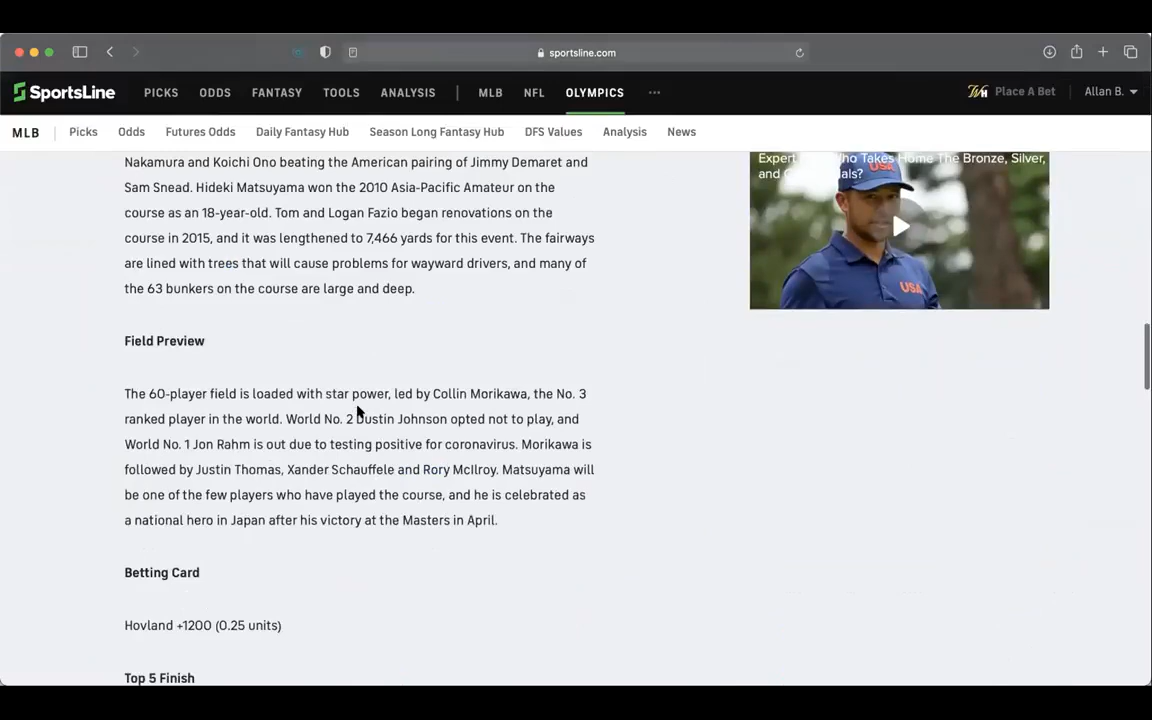 sportsline.com
SportsLine PICKS ODDS FANTASY TOOLS ANALYSIS MLB NFL OLYMPICS ... WH Place A Bet Allan B.
MLB Picks Odds Futures Odds Daily Fantasy Hub Season Long Fantasy Hub DFS Values Analysis News
Nakamura and Koichi Ono beating the American pairing of Jimmy Demaret and
Sam Snead. Hideki Matsuyama won the 2010 Asia-Pacific Amateur on the
course as an 18-year-old. Tom and Logan Fazio began renovations on the
course in 2015, and it was lengthened to 7,466 yards for this event. The fairways
are lined with trees that will cause problems for wayward drivers, and many of
the 63 bunkers on the course are large and deep.
Field Preview
The 60-player field is loaded with star power, led by Collin Morikawa, the No. 3
ranked player in the world. World No. 2 Dustin Johnson opted not to play, and
World No. 1 Jon Rahm is out due to testing positive for coronavirus. Morikawa is
followed by Justin Thomas, Xander Schauffele and Rory McIlroy. Matsuyama will
be one of the few players who have played the course, and he is celebrated as
a national hero in Japan after his victory at the Masters in April.
Betting Card
Hovland +1200 (0.25 units)
Top 5 Finish
Expert Takes Home The Bronze, Silver,
and
USA
USA